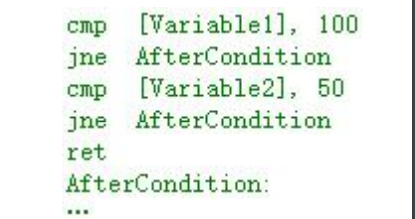 cmp [Variable1], 100
jne AfterCondition
cmp [Variable2], 50
jne AfterCondition
ret
AfterCondition:
...